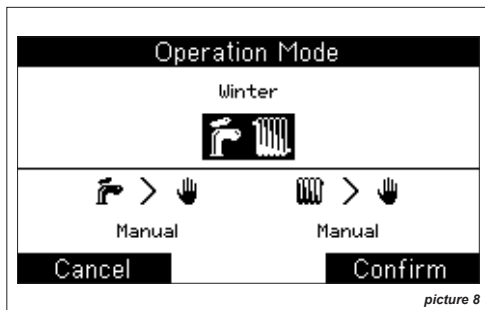 Operation Mode
Winter
> >
Manual Manual
Cancel Confirm
picture 8